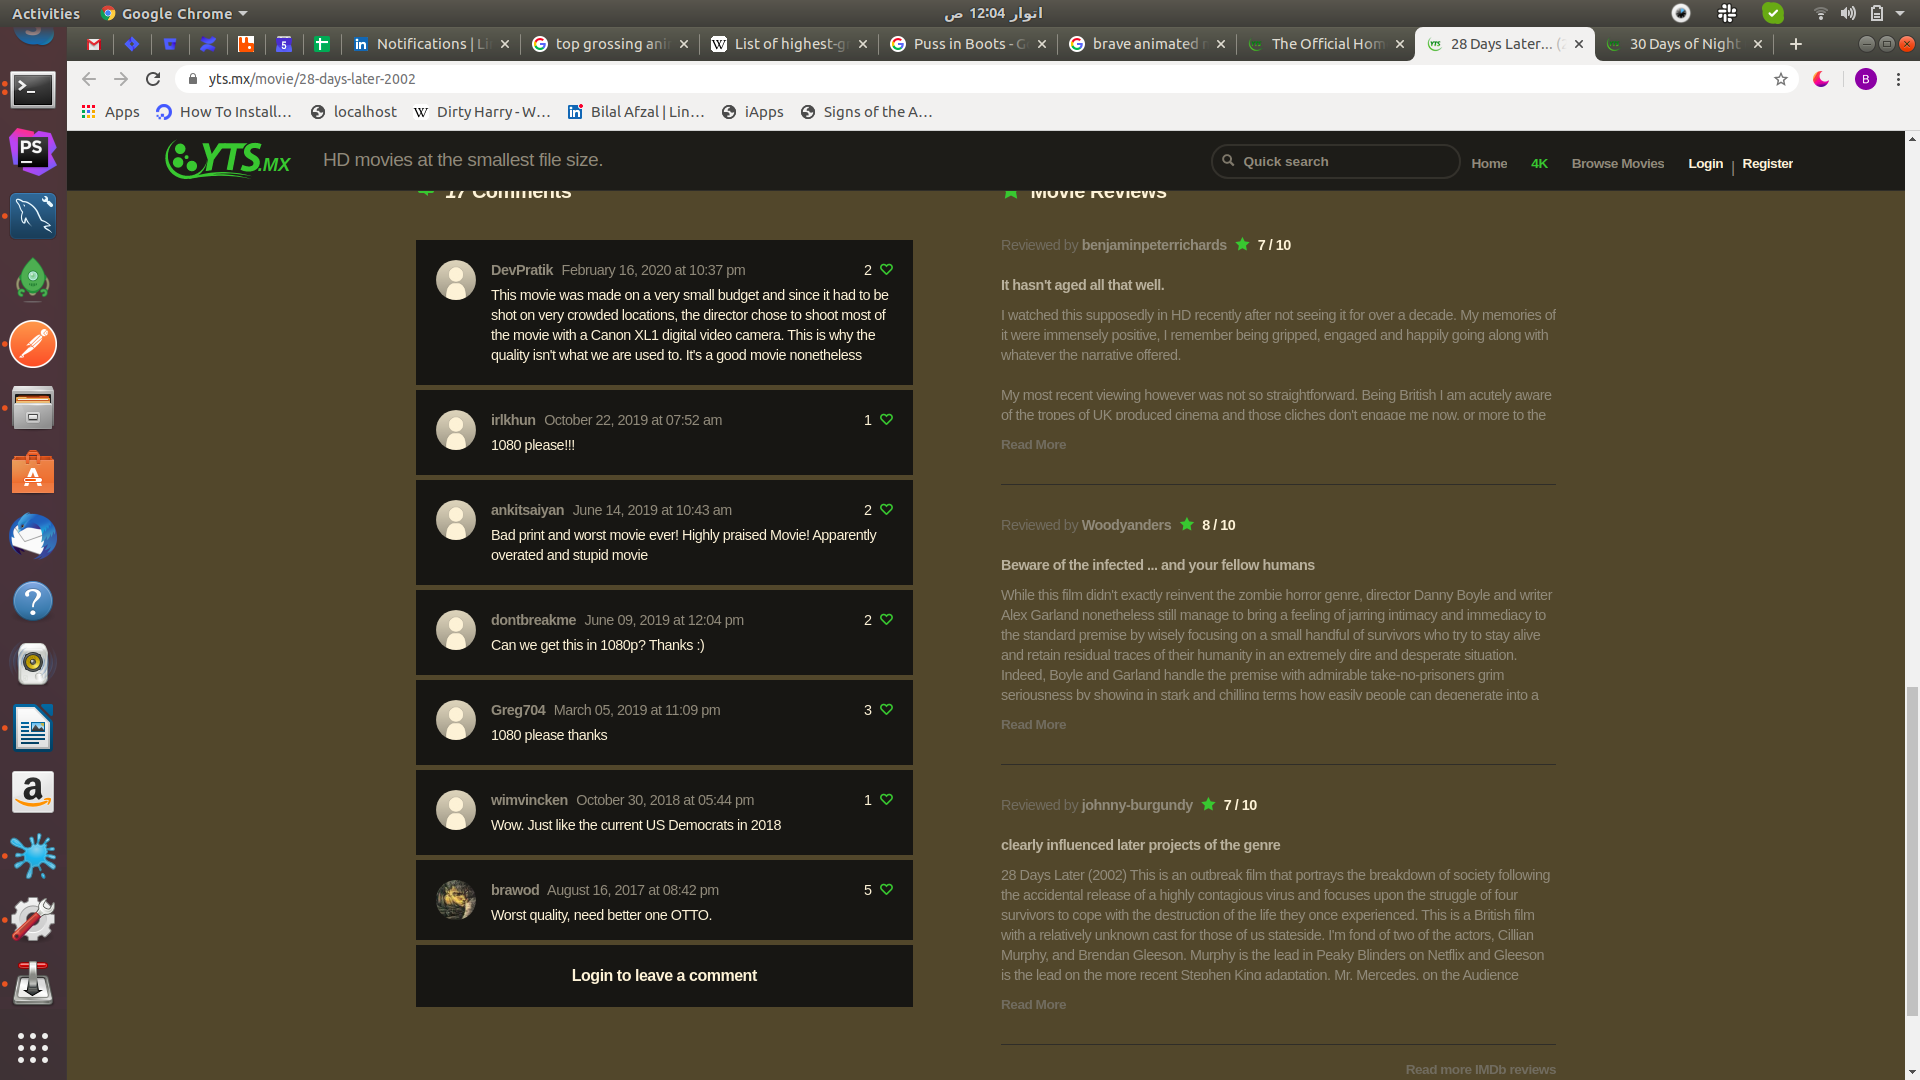 Activities
Google Chrome
اتوار 12:04 ص
Notifications | Li
top grossing ani
List of highest-g
Puss in Boots - G
brave animated
The Official Hom
28 Days Later... (
30 Days of Night
yts.mx/movie/28-days-later-2002
B
Apps
How To Install...
localhost
Dirty Harry - W...
Bilal Afzal | Lin...
iApps
Signs of the A...
YTS.MX
HD movies at the smallest file size.
Quick search
Home
4K
Browse Movies
Login | Register
17 Comments
DevPratik February 16, 2020 at 10:37 pm 2
This movie was made on a very small budget and since it had to be
shot on very crowded locations, the director chose to shoot most of
the movie with a Canon XL1 digital video camera. This is why the
quality isn't what we are used to. It's a good movie nonetheless
irlkhun October 22, 2019 at 07:52 am 1
1080 please!!!
ankitsaiyan June 14, 2019 at 10:43 am 2
Bad print and worst movie ever! Highly praised Movie! Apparently
overated and stupid movie
dontbreakme June 09, 2019 at 12:04 pm 2
Can we get this in 1080p? Thanks :)
Greg704 March 05, 2019 at 11:09 pm 3
1080 please thanks
wimvincken October 30, 2018 at 05:44 pm 1
Wow. Just like the current US Democrats in 2018
brawod August 16, 2017 at 08:42 pm 5
Worst quality, need better one OTTO.
Login to leave a comment
Movie Reviews
Reviewed by benjaminpeterrichards 7 / 10
It hasn't aged all that well.
I watched this supposedly in HD recently after not seeing it for over a decade. My memories of
it were immensely positive, I remember being gripped, engaged and happily going along with
whatever the narrative offered.
My most recent viewing however was not so straightforward. Being British I am acutely aware
of the tropes of UK produced cinema and those cliches don't engage me now, or more to the
Read More
Reviewed by Woodyanders 8 / 10
Beware of the infected ... and your fellow humans
While this film didn't exactly reinvent the zombie horror genre, director Danny Boyle and writer
Alex Garland nonetheless still manage to bring a feeling of jarring intimacy and immediacy to
the standard premise by wisely focusing on a small handful of survivors who try to stay alive
and retain residual traces of their humanity in an extremely dire and desperate situation.
Indeed, Boyle and Garland handle the premise with admirable take-no-prisoners grim
seriousness by showing in stark and chilling terms how easily people can degenerate into a
Read More
Reviewed by johnny-burgundy 7 / 10
clearly influenced later projects of the genre
28 Days Later (2002) This is an outbreak film that portrays the breakdown of society following
the accidental release of a highly contagious virus and focuses upon the struggle of four
survivors to cope with the destruction of the life they once experienced. This is a British film
with a relatively unknown cast for those of us stateside. I'm fond of two of the actors, Cillian
Murphy, and Brendan Gleeson. Murphy is the lead in Peaky Blinders on Netflix and Gleeson
is the lead on the more recent Stephen King adaptation, Mr. Mercedes, on the Audience
Read More
Read more IMDb reviews